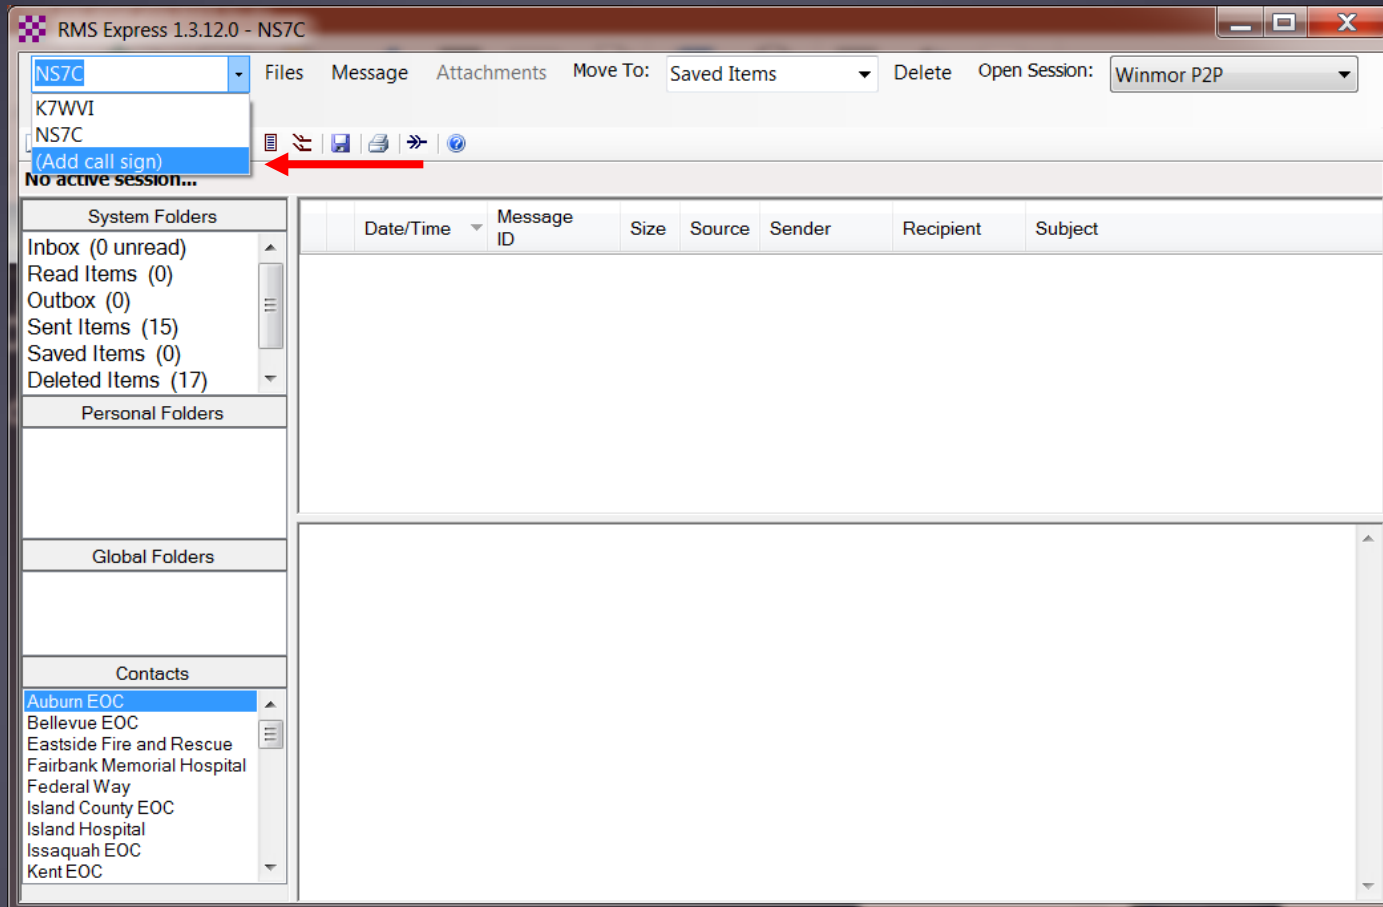 RMS Express 1.3.12.0 - NS7C
NS7C Files Message Attachments Move To: Saved Items Delete Open Session: Winmor P2P
K7WVI
NS7C
(Add call sign)
No active session...
System Folders
Inbox (0 unread)
Read Items (0)
Outbox (0)
Sent Items (15)
Saved Items (0)
Deleted Items (17)
Personal Folders
Global Folders
Contacts
Auburn EOC
Bellevue EOC
Eastside Fire and Rescue
Fairbank Memorial Hospital
Federal Way
Island County EOC
Island Hospital
Issaquah EOC
Kent EOC
Date/Time Message ID Size Source Sender Recipient Subject